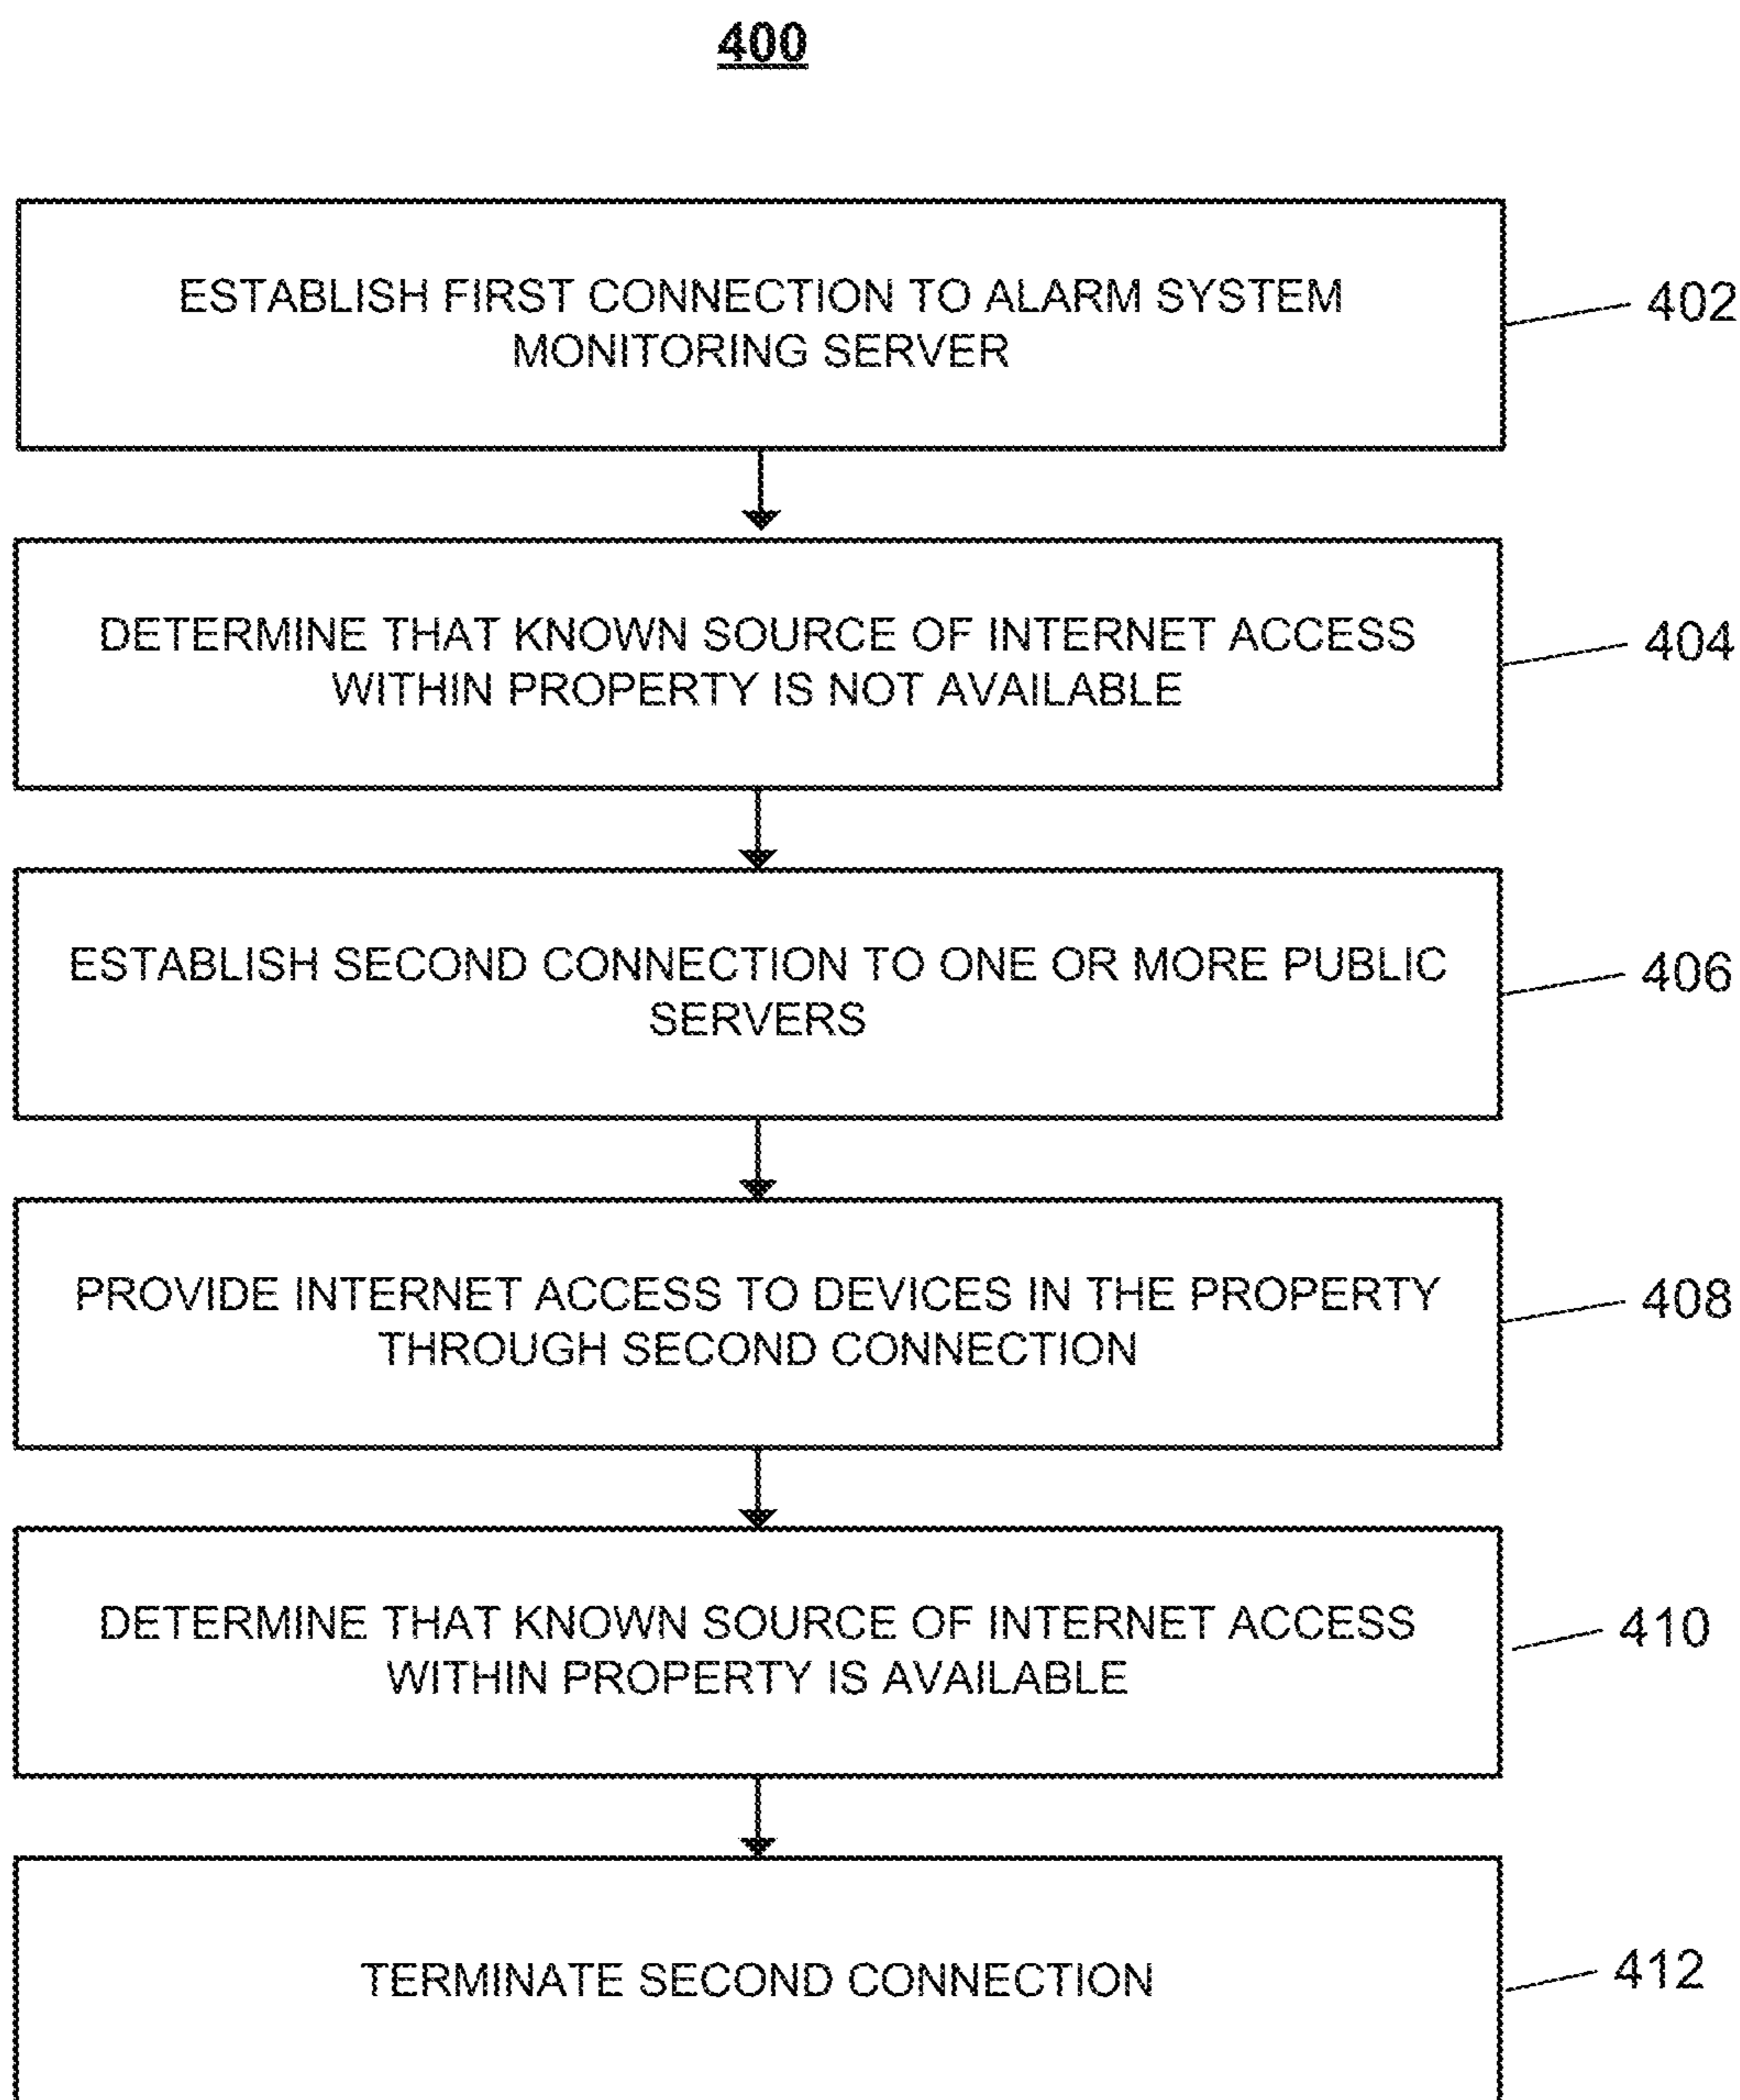 400
ESTABLISH FIRST CONNECTION TO ALARM SYSTEM
MONITORING SERVER
402
DETERMINE THAT KNOWN SOURCE OF INTERNET ACCESS
WITHIN PROPERTY IS NOT AVAILABLE
404
ESTABLISH SECOND CONNECTION TO ONE OR MORE PUBLIC
SERVERS
406
PROVIDE INTERNET ACCESS TO DEVICES IN THE PROPERTY
THROUGH SECOND CONNECTION
408
DETERMINE THAT KNOWN SOURCE OF INTERNET ACCESS
WITHIN PROPERTY IS AVAILABLE
410
TERMINATE SECOND CONNECTION
412